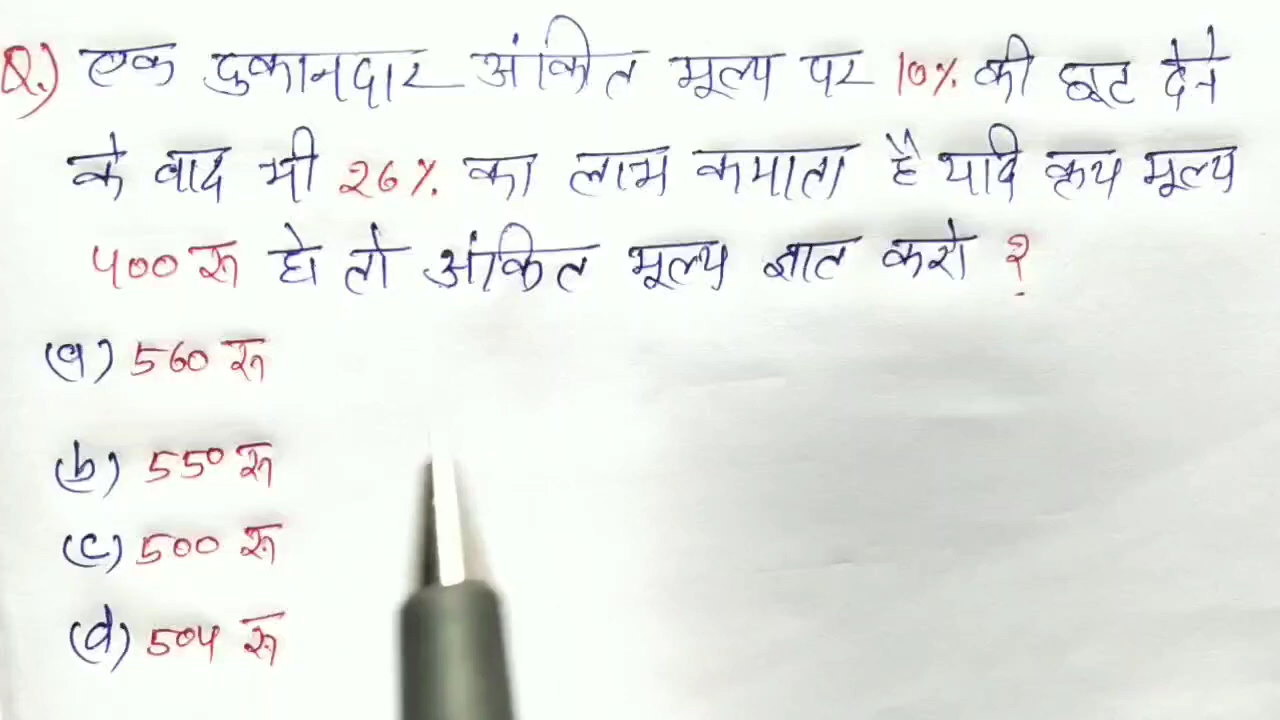 Q.) एक दुकानदार अंकित मूल्य पर 10% की छूट देने
के बाद भी 26% का लाभ कमाता है यदि क्रय मूल्य
400 रू हो तो अंकित मूल्य ज्ञात करो ?
(a) 560 रू
(b) 550 रू
(c) 500 रू
(d) 504 रू